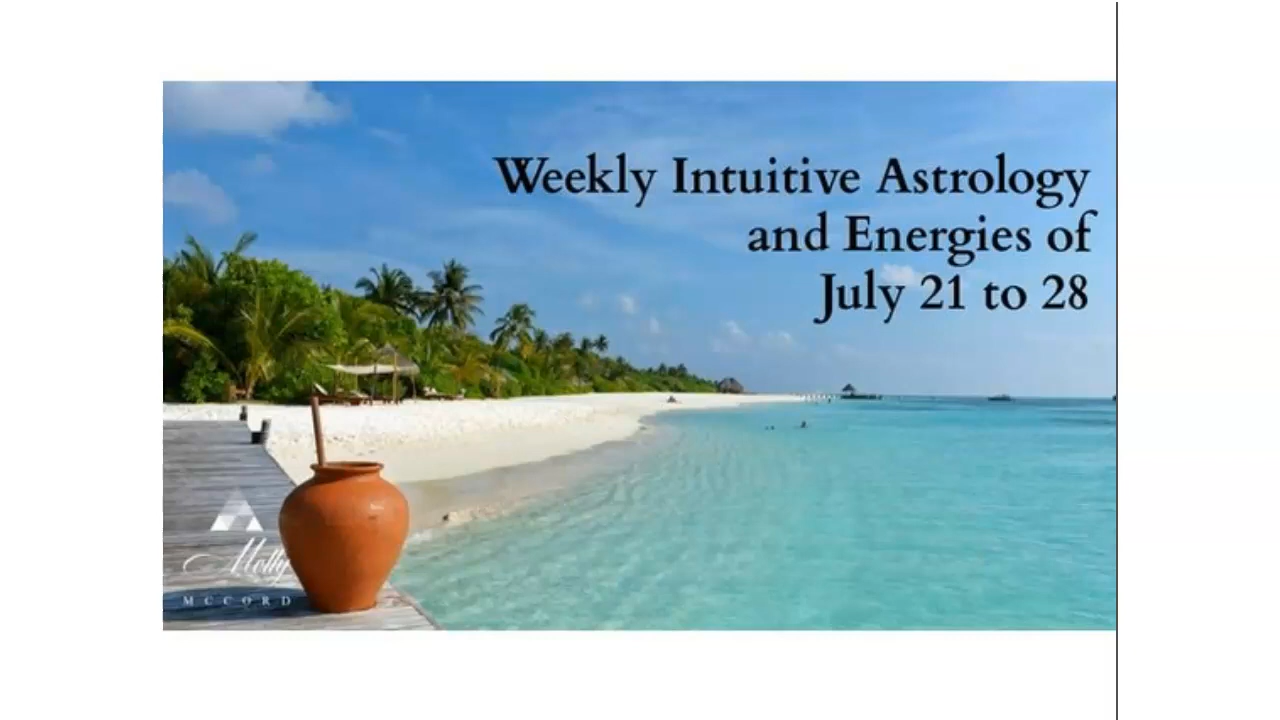 Weekly Intuitive Astrology
and Energies of
July 21 to 28
Molly
MCCORD